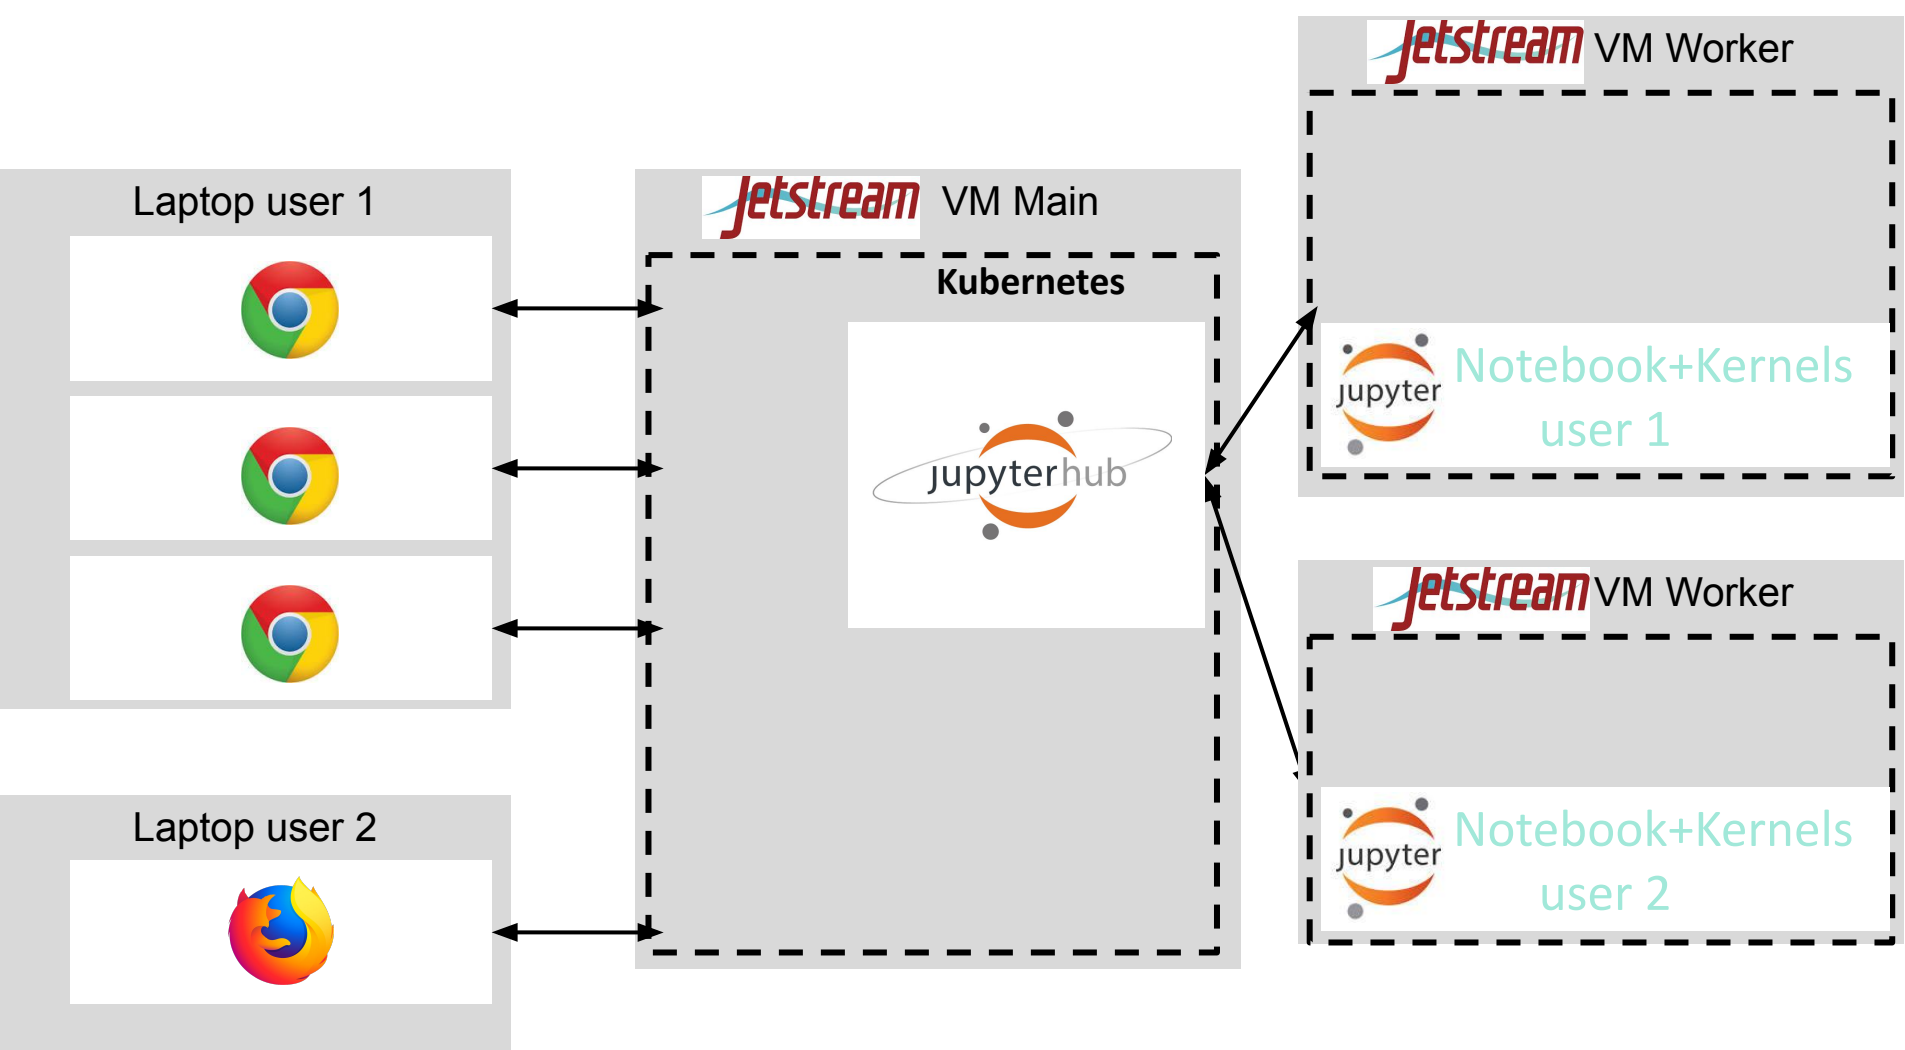 Laptop user 1
Laptop user 2
Jetstream VM Main
Kubernetes
jupyterhub
Jetstream VM Worker
jupyter Notebook+Kernels
user 1
Jetstream VM Worker
jupyter Notebook+Kernels
user 2